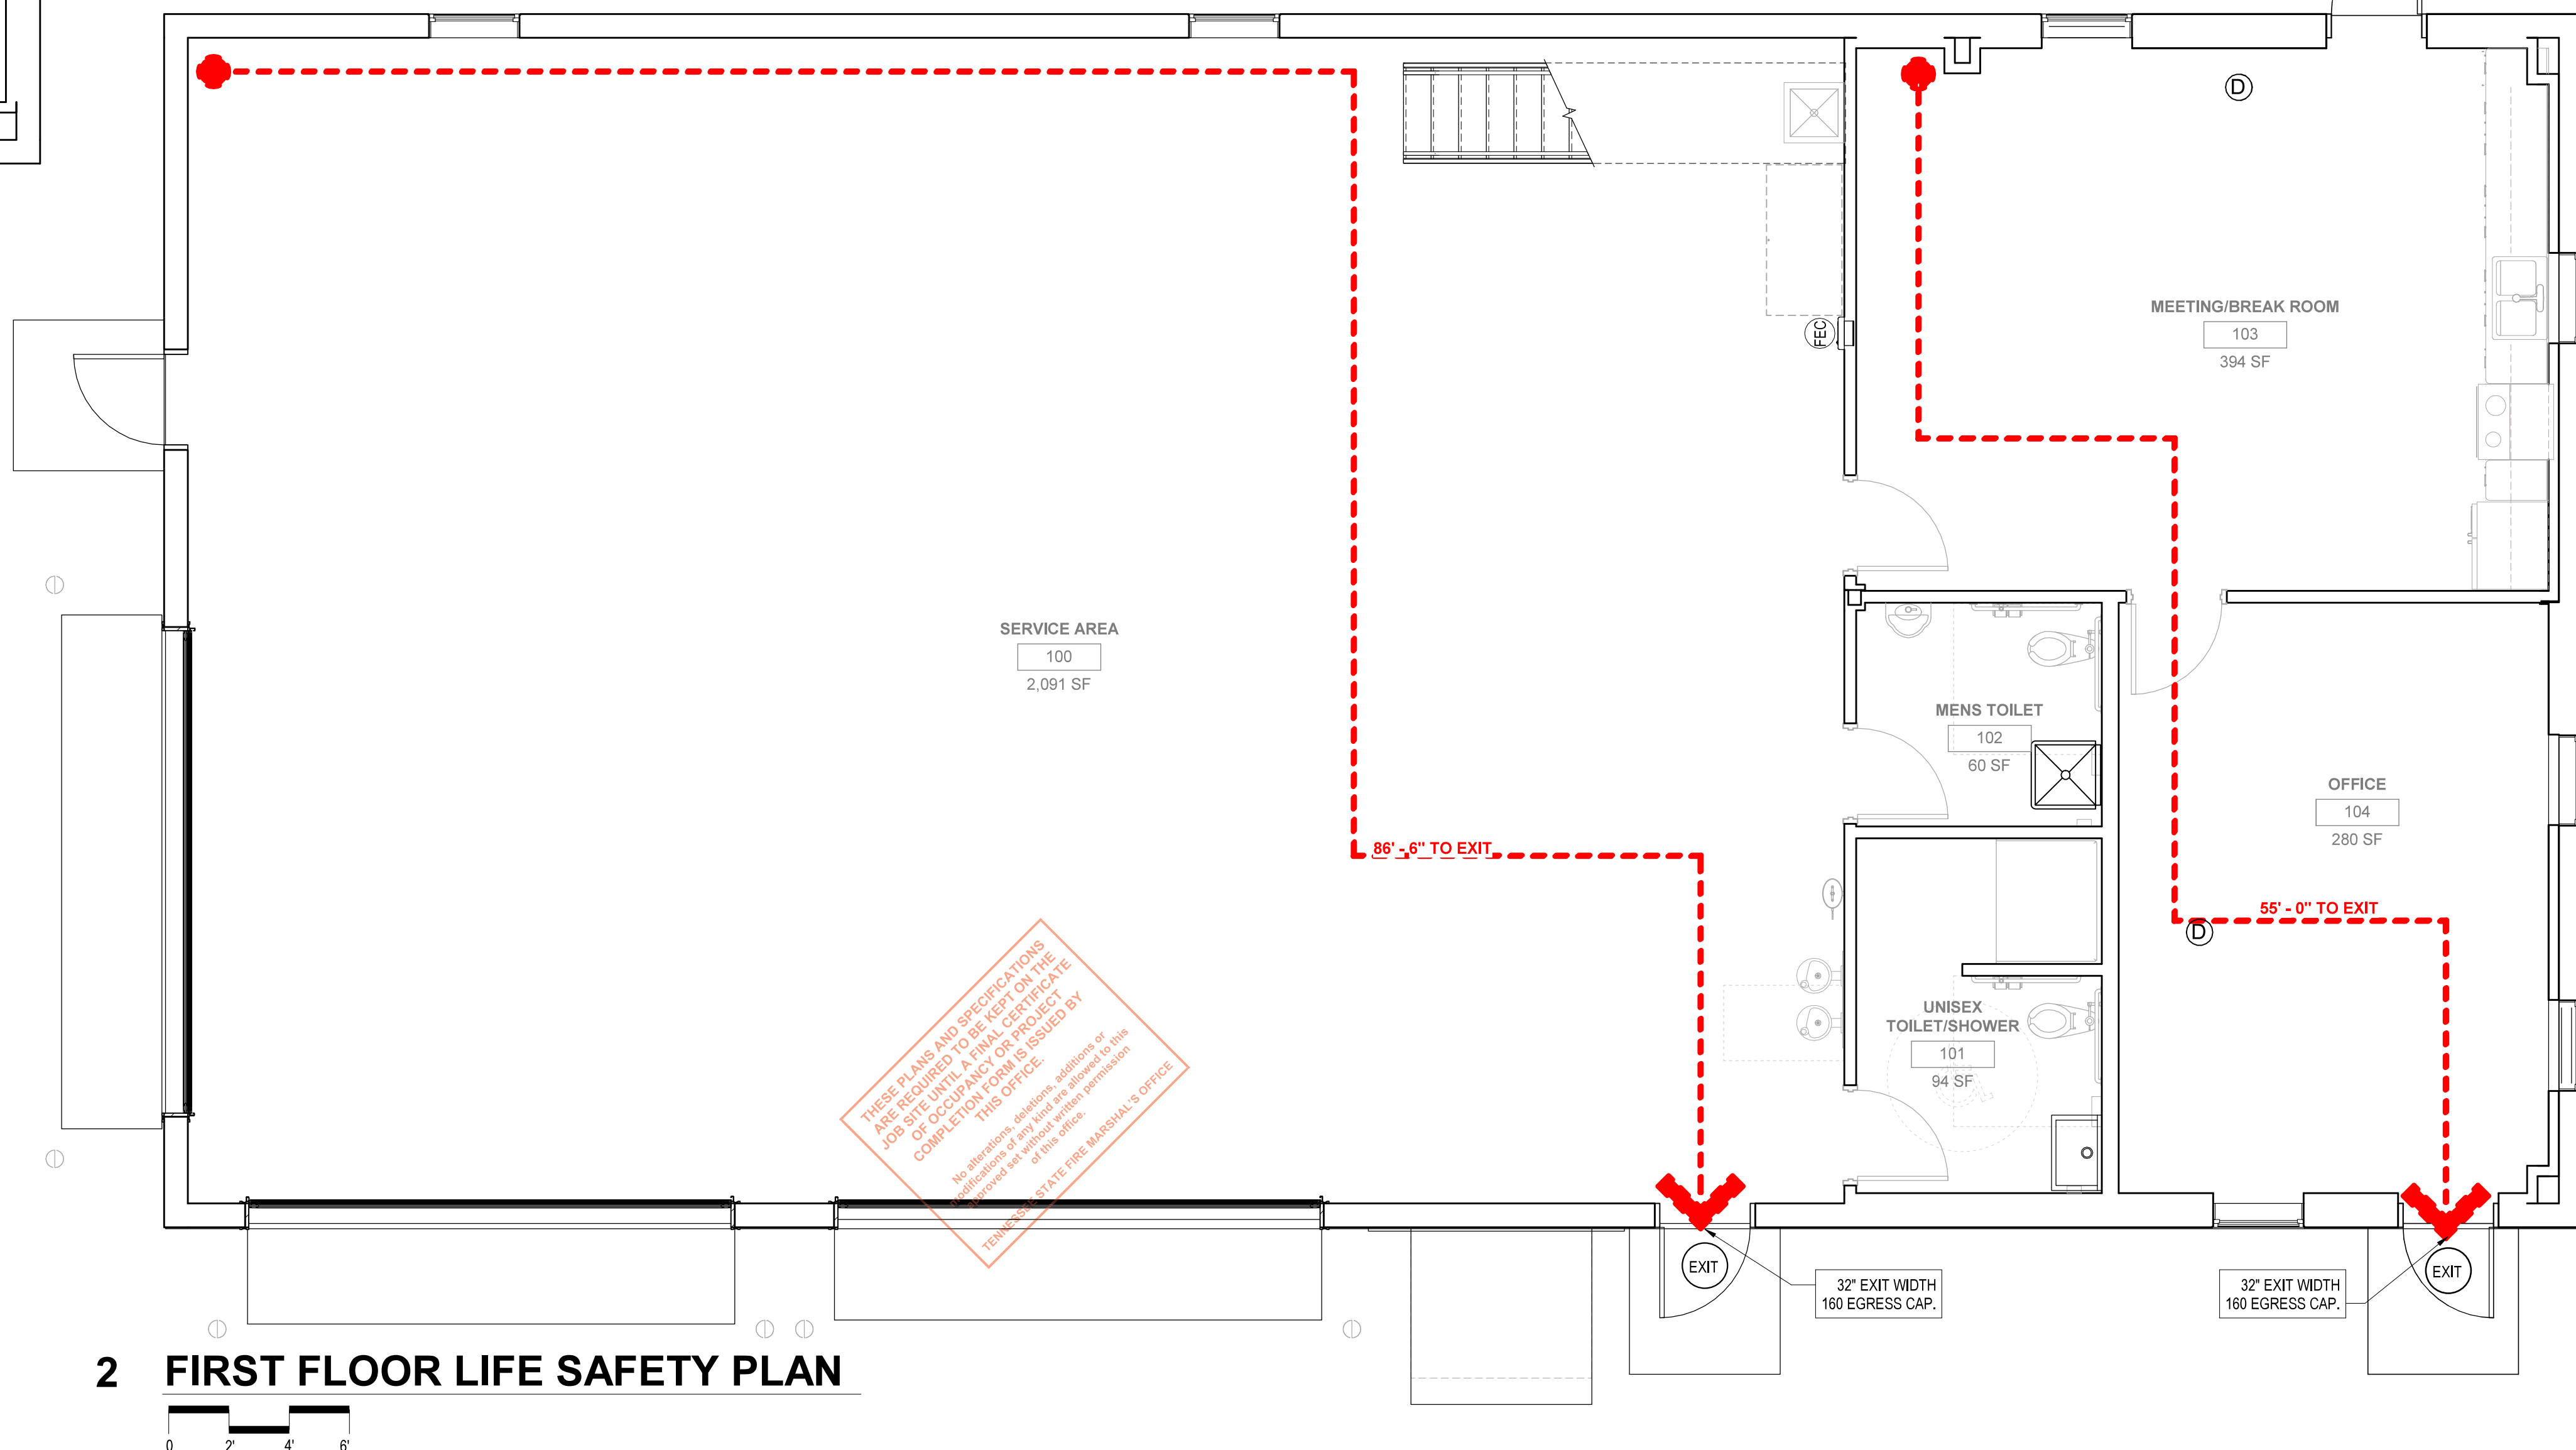 D
MEETING/BREAK ROOM
103
394 SF
FEC
SERVICE AREA
100
2,091 SF
MENS TOILET
102
60 SF
OFFICE
104
280 SF
86' - 6" TO EXIT
55' - 0" TO EXIT
D
UNISEX
TOILET/SHOWER
101
94 SF
THESE PLANS AND SPECIFICATIONS
ARE REQUIRED TO BE KEPT ON THE
JOB SITE UNTIL A FINAL CERTIFICATE
OF OCCUPANCY OR PROJECT
COMPLETION FORM IS ISSUED BY
THIS OFFICE.
No alterations, deletions, additions or
modifications of any kind are allowed to this
approved set without written permission
of this office.
TENNESSEE STATE FIRE MARSHAL'S OFFICE
EXIT
32" EXIT WIDTH
160 EGRESS CAP.
32" EXIT WIDTH
160 EGRESS CAP.
EXIT
2 FIRST FLOOR LIFE SAFETY PLAN
0 2' 4' 6'